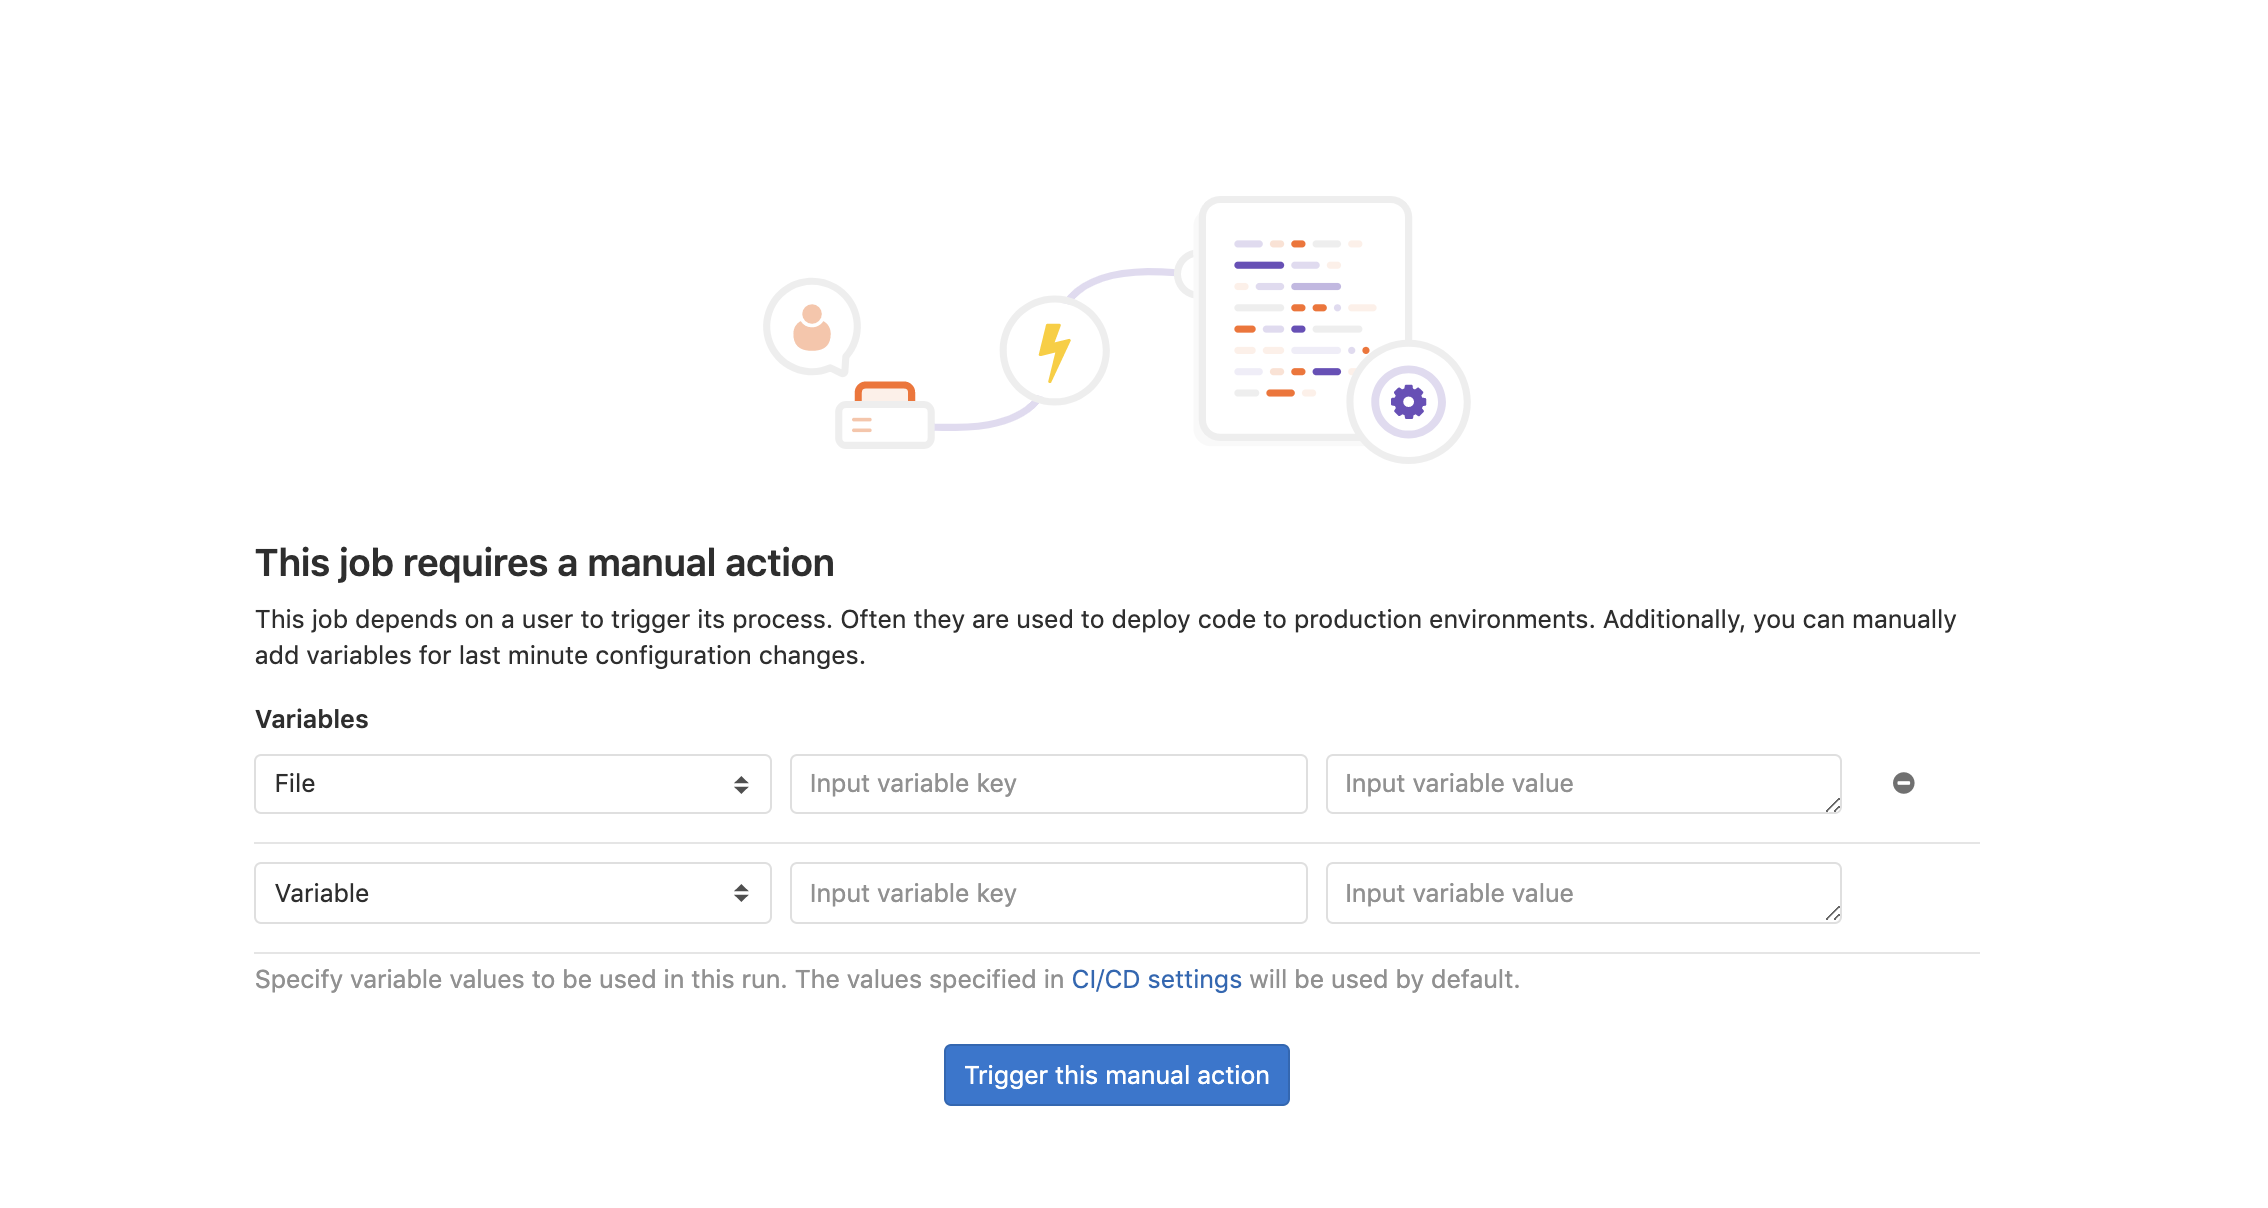 This job requires a manual action
This job depends on a user to trigger its process. Often they are used to deploy code to production environments. Additionally, you can manually
add variables for last minute configuration changes.
Variables
File
Input variable key
Input variable value
Variable
Input variable key
Input variable value
Specify variable values to be used in this run. The values specified in CI/CD settings will be used by default.
Trigger this manual action